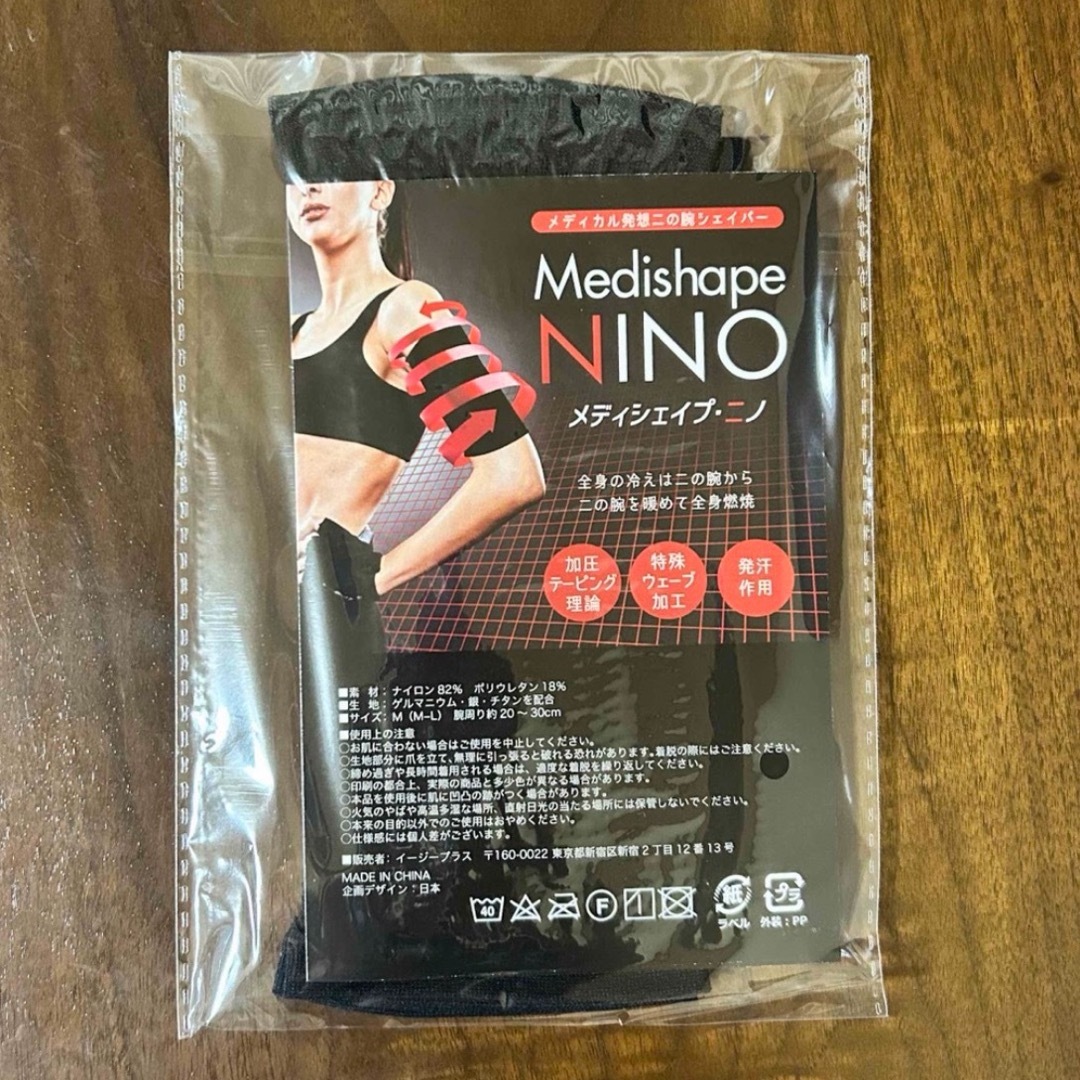 メディカル発想二の腕シェイパー
Medishape
NINO
メディシェイプ・ニノ
全身の冷えは二の腕から
二の腕を暖めて全身燃焼
加圧
テーピング
理論
特殊
ウェーブ
加工
発汗
作用
■素 材：ナイロン82% ポリウレタン18%
■生 地：ゲルマニウム・銀・チタンを配合
■サイズ：M（M–L） 腕周り約20～30cm
■使用上の注意
○お肌に合わない場合はご使用を中止してください。
○生地部分に爪を立て、無理に引っ張ると破れる恐れがあります。着脱の際にはご注意ください。
○締め過ぎや長時間着用される場合は、適度な着脱を繰り返してください。
○印刷の都合上、実際の商品と多少色が異なる場合があります。
○本品を使用後に肌に凹凸の跡がつく場合があります。
○火気のやばや高温多湿な場所、直射日光の当たる場所には保管しないでください。
○本来の目的以外でのご使用はおやめください。
○仕様感には個人差がございます。
■販売者：イージープラス 〒160-0022 東京都新宿区新宿2丁目12番13号
MADE IN CHINA
企画デザイン：日本
40
F
紙
プラ
ラベル
外装：PP